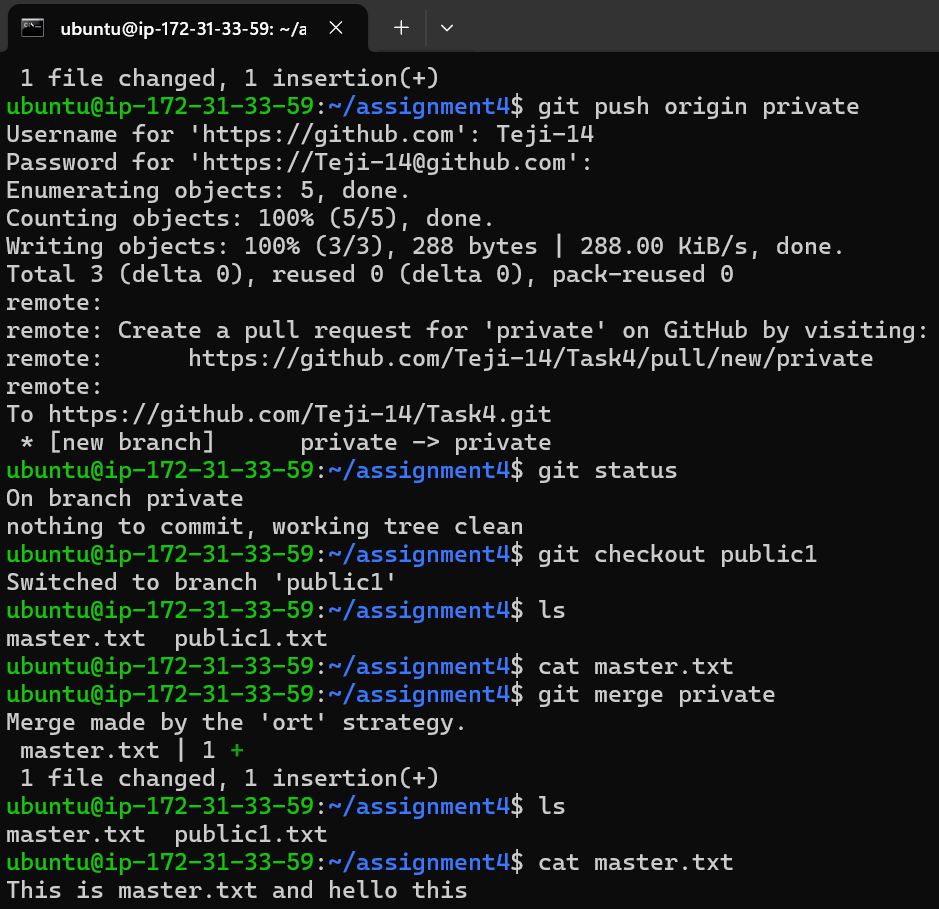 ubuntu@ip-172-31-33-59: ~/a
1 file changed, 1 insertion(+)
ubuntu@ip-172-31-33-59:~/assignment4$ git push origin private
Username for 'https://github.com': Teji-14
Password for 'https://Teji-14@github.com':
Enumerating objects: 5, done.
Counting objects: 100% (5/5), done.
Writing objects: 100% (3/3), 288 bytes | 288.00 KiB/s, done.
Total 3 (delta 0), reused 0 (delta 0), pack-reused 0
remote:
remote: Create a pull request for 'private' on GitHub by visiting:
remote:      https://github.com/Teji-14/Task4/pull/new/private
remote:
To https://github.com/Teji-14/Task4.git
 * [new branch]      private -> private
ubuntu@ip-172-31-33-59:~/assignment4$ git status
On branch private
nothing to commit, working tree clean
ubuntu@ip-172-31-33-59:~/assignment4$ git checkout public1
Switched to branch 'public1'
ubuntu@ip-172-31-33-59:~/assignment4$ ls
master.txt  public1.txt
ubuntu@ip-172-31-33-59:~/assignment4$ cat master.txt
ubuntu@ip-172-31-33-59:~/assignment4$ git merge private
Merge made by the 'ort' strategy.
 master.txt | 1 +
 1 file changed, 1 insertion(+)
ubuntu@ip-172-31-33-59:~/assignment4$ ls
master.txt  public1.txt
ubuntu@ip-172-31-33-59:~/assignment4$ cat master.txt
This is master.txt and hello this